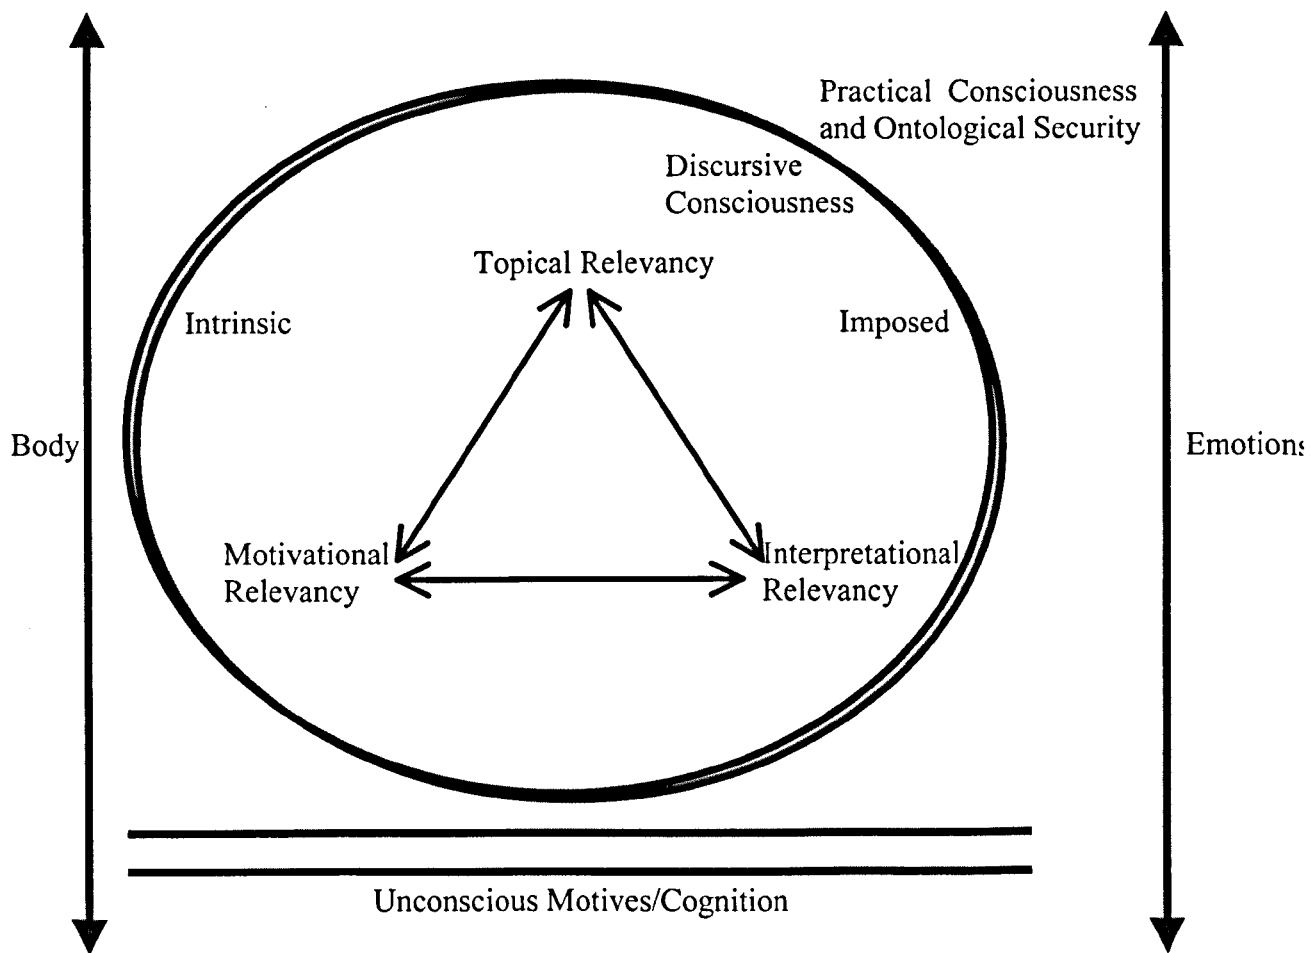 Practical Consciousness
and Ontological Security
Discursive
Consciousness
Topical Relevancy
Intrinsic
Imposed
Body
Emotions
Motivational
Relevancy
Interpretational
Relevancy
Unconscious Motives/Cognition